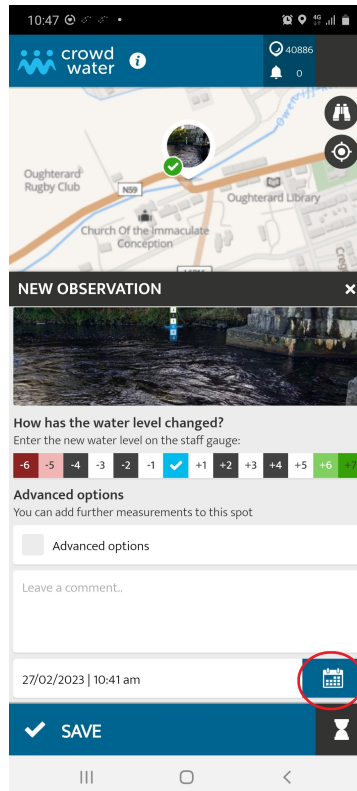 10:47
4G
crowd
water
i
40886
0
Oughterard
Rugby Club
N59
Oughterard Library
Church Of the Immaculate
Conception
NEW OBSERVATION ×
How has the water level changed?
Enter the new water level on the staff gauge:
-6 -5 -4 -3 -2 -1 +1 +2 +3 +4 +5 +6 +7
Advanced options
You can add further measurements to this spot
Advanced options
Leave a comment..
27/02/2023 | 10:41 am
SAVE